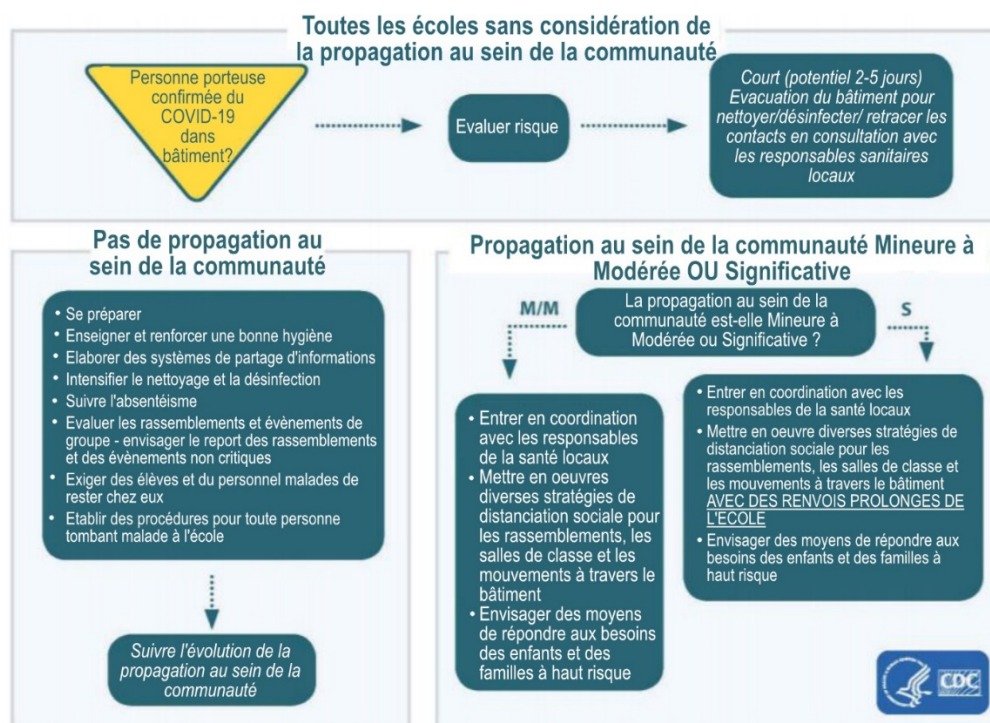 Toutes les écoles sans considération de
la propagation au sein de la communauté
Personne porteuse
confirmée du
COVID-19
dans
bâtiment?
Evaluer risque
Court (potentiel 2-5 jours)
Evacuation du bâtiment pour
nettoyer/désinfecter/ retracer les
contacts en consultation avec
les responsables sanitaires
locaux
Pas de propagation au
sein de la communauté
• Se préparer
• Enseigner et renforcer une bonne hygiène
• Elaborer des systèmes de partage d'informations
• Intensifier le nettoyage et la désinfection
• Suivre l'absentéisme
• Evaluer les rassemblements et évènements de
groupe - envisager le report des rassemblements
et des évènements non critiques
• Exiger des élèves et du personnel malades de
rester chez eux
• Etablir des procédures pour toute personne
tombant malade à l'école
Suivre l'évolution de la
propagation au sein de la
communauté
Propagation au sein de la communauté Mineure à
Modérée OU Significative
La propagation au sein de la
communauté est-elle Mineure à
Modérée ou Significative ?
M/M
S
• Entrer en coordination
avec les responsables
de la santé locaux
• Mettre en oeuvres
diverses stratégies de
distanciation sociale pour
les rassemblements, les
salles de classe et les
mouvements à travers le
bâtiment
• Envisager des moyens
de répondre aux besoins
des enfants et des
familles à haut risque
• Entrer en coordination avec les
responsables de la santé locaux
• Mettre en oeuvre diverses stratégies de
distanciation sociale pour les
rassemblements, les salles de classe et
les mouvements à travers le bâtiment
AVEC DES RENVOIS PROLONGES DE
L'ECOLE
• Envisager des moyens de répondre aux
besoins des enfants et des familles à
haut risque
CDC